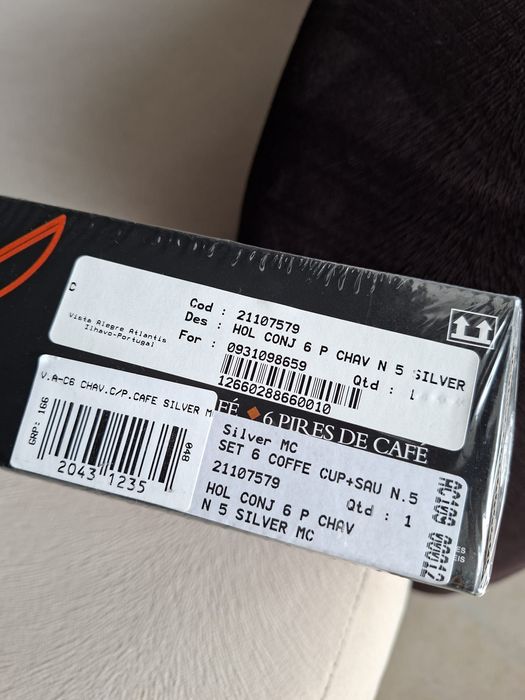 C
Cod : 21107579
Des : HOL CONJ 6 P CHAV N 5 SILVER
Vista Alegre Atlantis
Ilhavo-Portugal
For : 0931098659
Qtd : 1
12660288660010
V.A-C6 CHAV.C/P.CAFE SILVER M
GRP: 166
048
2043 1235
FÉ ◆ 6 PIRES DE CAFÉ
Silver MC
SET 6 COFFE CUP+SAU N.5
21107579
Qtd : 1
HOL CONJ 6 P CHAV
N 5 SILVER MC